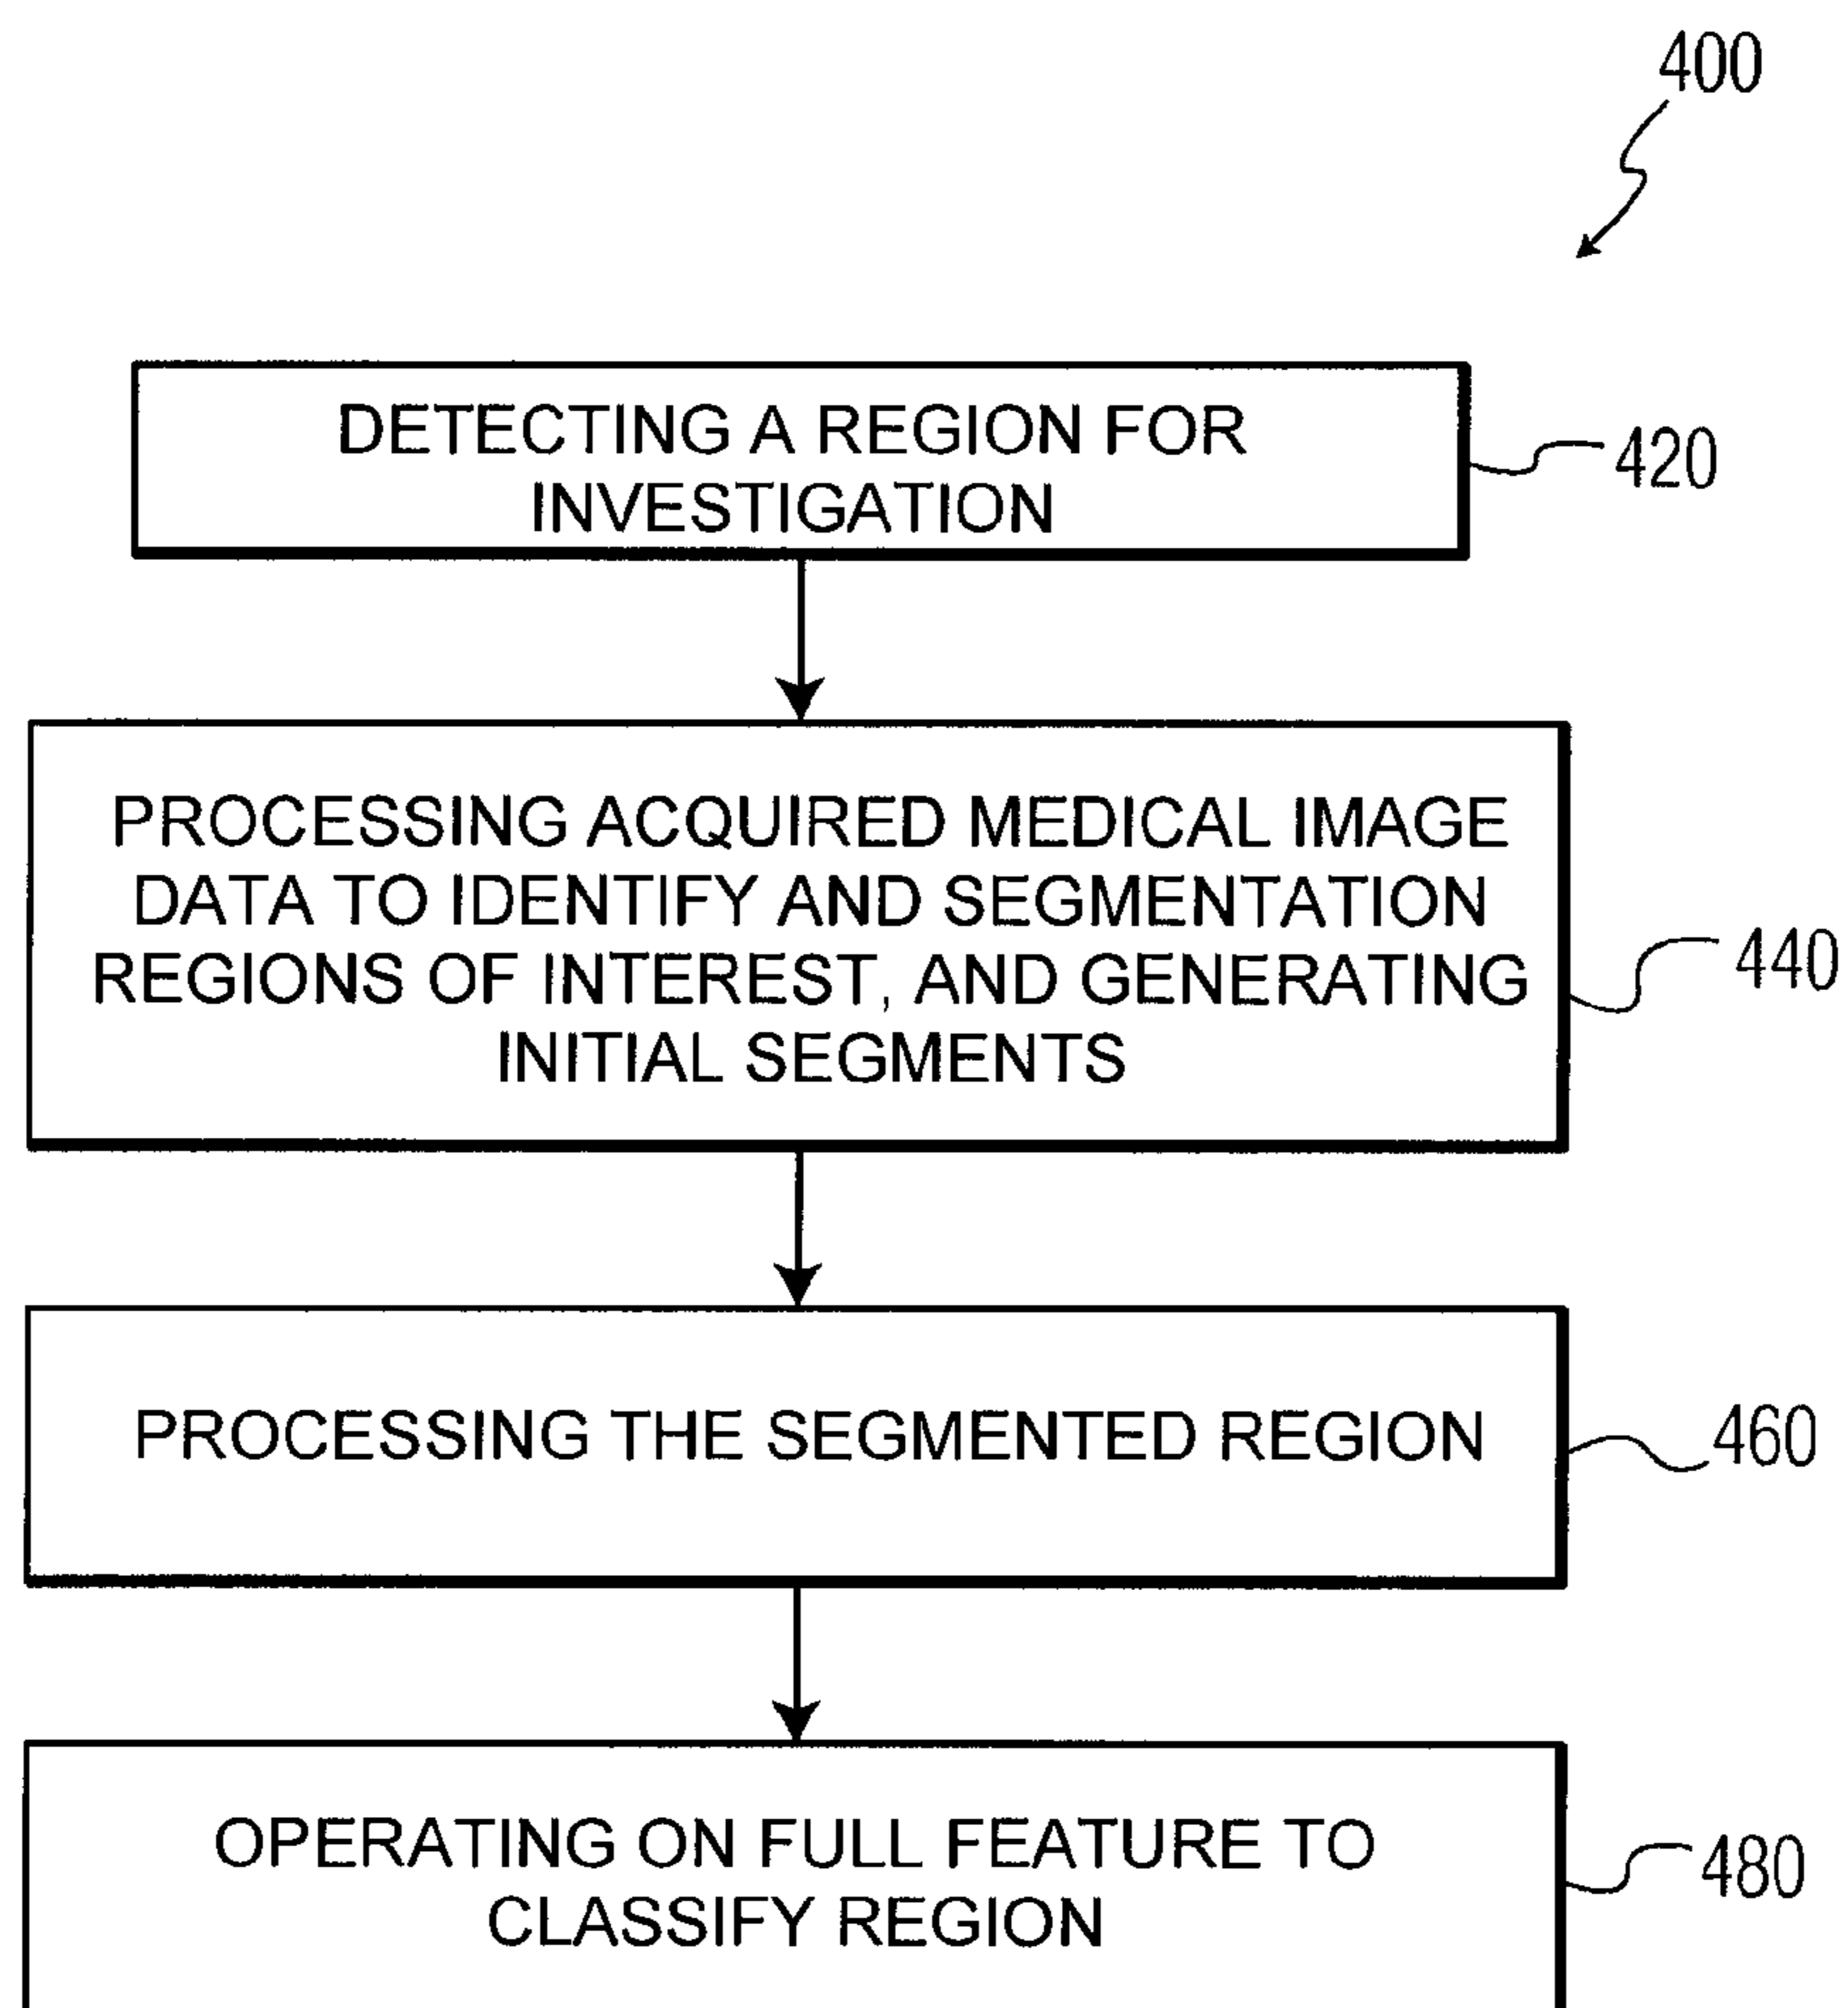 400
DETECTING A REGION FOR
INVESTIGATION
420
PROCESSING ACQUIRED MEDICAL IMAGE
DATA TO IDENTIFY AND SEGMENTATION
REGIONS OF INTEREST, AND GENERATING
INITIAL SEGMENTS
440
PROCESSING THE SEGMENTED REGION
460
OPERATING ON FULL FEATURE TO
CLASSIFY REGION
480